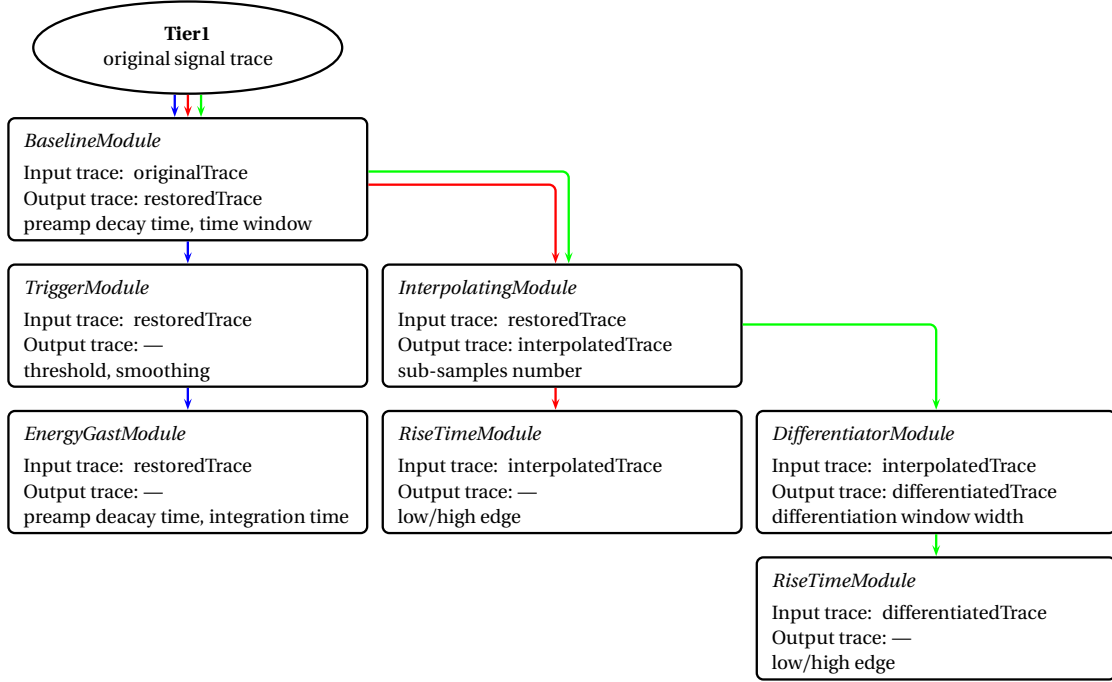 Tier1
original signal trace
BaselineModule
Input trace: originalTrace
Output trace: restoredTrace
preamp decay time, time window
TriggerModule
Input trace: restoredTrace
Output trace: —
threshold, smoothing
InterpolatingModule
Input trace: restoredTrace
Output trace: interpolatedTrace
sub-samples number
EnergyGastModule
Input trace: restoredTrace
Output trace: —
preamp deacay time, integration time
RiseTimeModule
Input trace: interpolatedTrace
Output trace: —
low/high edge
DifferentiatorModule
Input trace: interpolatedTrace
Output trace: differentiatedTrace
differentiation window width
RiseTimeModule
Input trace: differentiatedTrace
Output trace: —
low/high edge